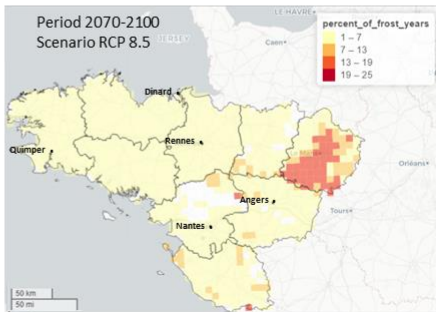 Period 2070-2100
Scenario RCP 8.5
LE HAVRE
JERSEY
Caen
percent_of_frost_years
1 – 7
7 – 13
13 – 19
19 – 25
Dinard
Rennes
Quimper
Orléans
Angers
Tours
Nantes
50 km
50 mi